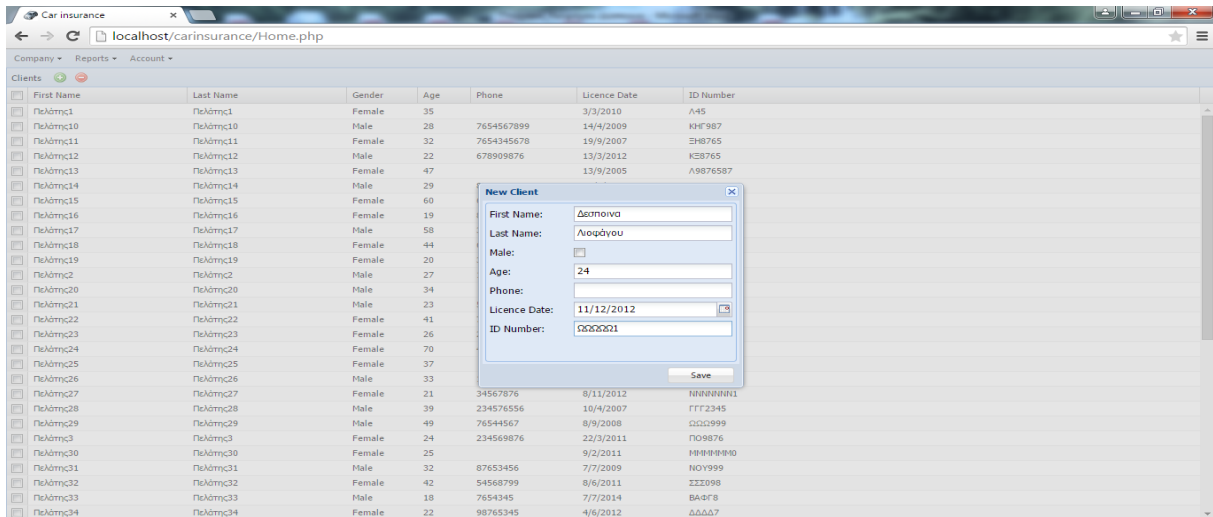 Car insurance
localhost/carinsurance/Home.php
Company Reports Account
Clients
First Name Last Name Gender Age Phone Licence Date ID Number
Πελάτης1 Πελάτης1 Female 35 3/3/2010 Λ45
Πελάτης10 Πελάτης10 Male 28 7654567899 14/4/2009 ΚΗΓ987
Πελάτης11 Πελάτης11 Female 32 7654345678 19/9/2007 ΞΗ8765
Πελάτης12 Πελάτης12 Male 22 678909876 13/3/2012 ΚΞ8765
Πελάτης13 Πελάτης13 Female 47 13/9/2005 Λ9876587
Πελάτης14 Πελάτης14 Male 29
Πελάτης15 Πελάτης15 Female 60
Πελάτης16 Πελάτης16 Female 19
Πελάτης17 Πελάτης17 Male 58
Πελάτης18 Πελάτης18 Female 44
Πελάτης19 Πελάτης19 Female 20
Πελάτης2 Πελάτης2 Male 27
Πελάτης20 Πελάτης20 Male 34
Πελάτης21 Πελάτης21 Male 23
Πελάτης22 Πελάτης22 Female 41
Πελάτης23 Πελάτης23 Female 26
Πελάτης24 Πελάτης24 Female 70
Πελάτης25 Πελάτης25 Female 37
Πελάτης26 Πελάτης26 Male 33
Πελάτης27 Πελάτης27 Female 21 34567876 8/11/2012 ΝΝΝΝΝΝΝ1
Πελάτης28 Πελάτης28 Male 39 234576556 10/4/2007 ΓΓΓ2345
Πελάτης29 Πελάτης29 Male 49 76544567 8/9/2008 ΩΩΩ999
Πελάτης3 Πελάτης3 Female 24 234569876 22/3/2011 ΠΟ9876
Πελάτης30 Πελάτης30 Female 25 9/2/2011 ΜΜΜΜΜΜ0
Πελάτης31 Πελάτης31 Male 32 87653456 7/7/2009 ΝΟΥ999
Πελάτης32 Πελάτης32 Female 42 54568799 8/6/2011 ΣΣΣ098
Πελάτης33 Πελάτης33 Male 18 7654345 7/7/2014 ΒΑΦΓ8
Πελάτης34 Πελάτης34 Female 22 98765345 4/6/2012 ΔΔΔΔ7
New Client
First Name: Δεσποινα
Last Name: Λιοφάγου
Male:
Age: 24
Phone:
Licence Date: 11/12/2012
ID Number: ΩΩΩΩΩ1
Save